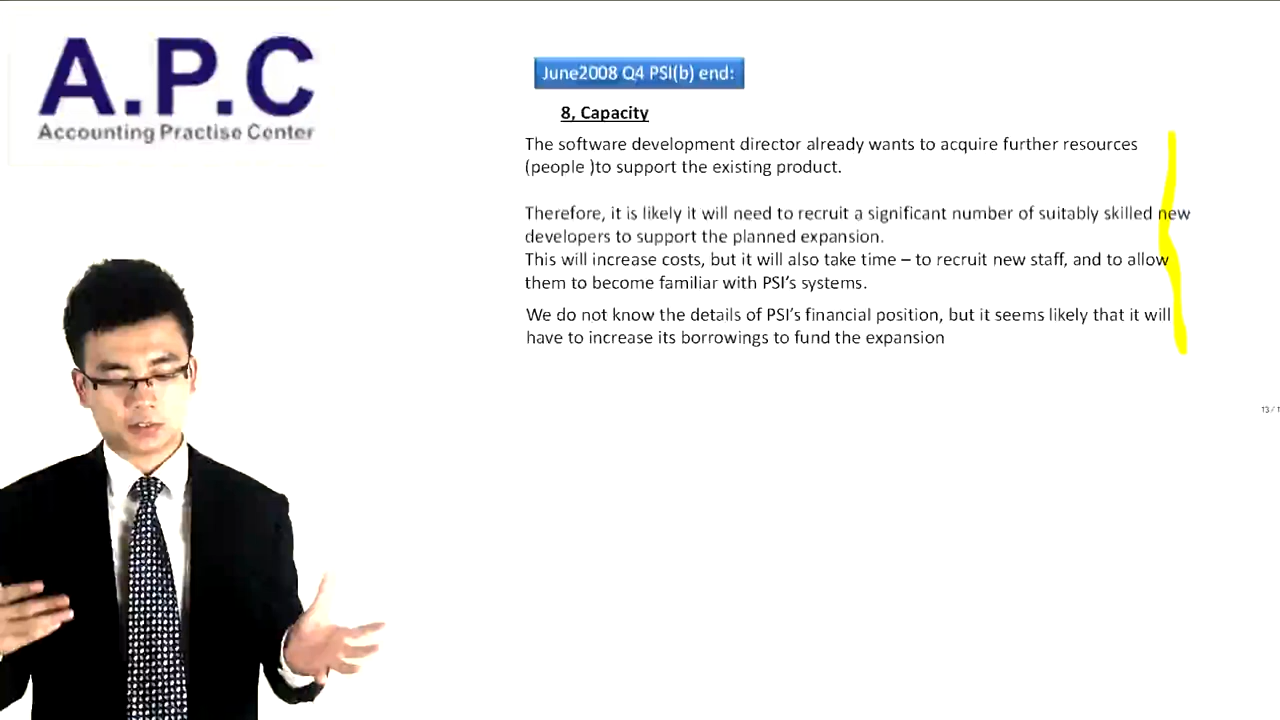 A.P.C
Accounting Practise Center
June2008 Q4 PSI(b) end:
8, Capacity
The software development director already wants to acquire further resources
(people )to support the existing product.
Therefore, it is likely it will need to recruit a significant number of suitably skilled new
developers to support the planned expansion.
This will increase costs, but it will also take time – to recruit new staff, and to allow
them to become familiar with PSI's systems.
We do not know the details of PSI's financial position, but it seems likely that it will
have to increase its borrowings to fund the expansion
13 / 1